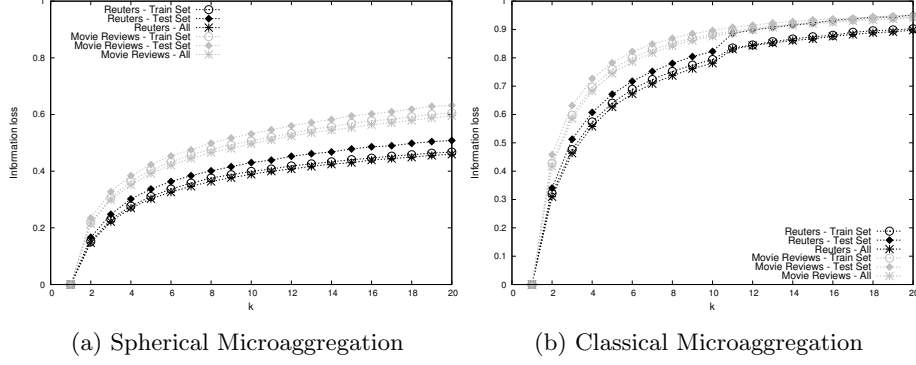 Reuters - Train Set
Reuters - Test Set
Reuters - All
Movie Reviews - Train Set
Movie Reviews - Test Set
Movie Reviews - All
1
0.8
0.6
0.4
0.2
0
Information loss
2 4 6 8 10 12 14 16 18 20
k
(a) Spherical Microaggregation
1
0.9
0.8
0.7
0.6
0.5
0.4
0.3
0.2
0.1
0
Information loss
Reuters - Train Set
Reuters - Test Set
Reuters - All
Movie Reviews - Train Set
Movie Reviews - Test Set
Movie Reviews - All
2 4 6 8 10 12 14 16 18 20
k
(b) Classical Microaggregation